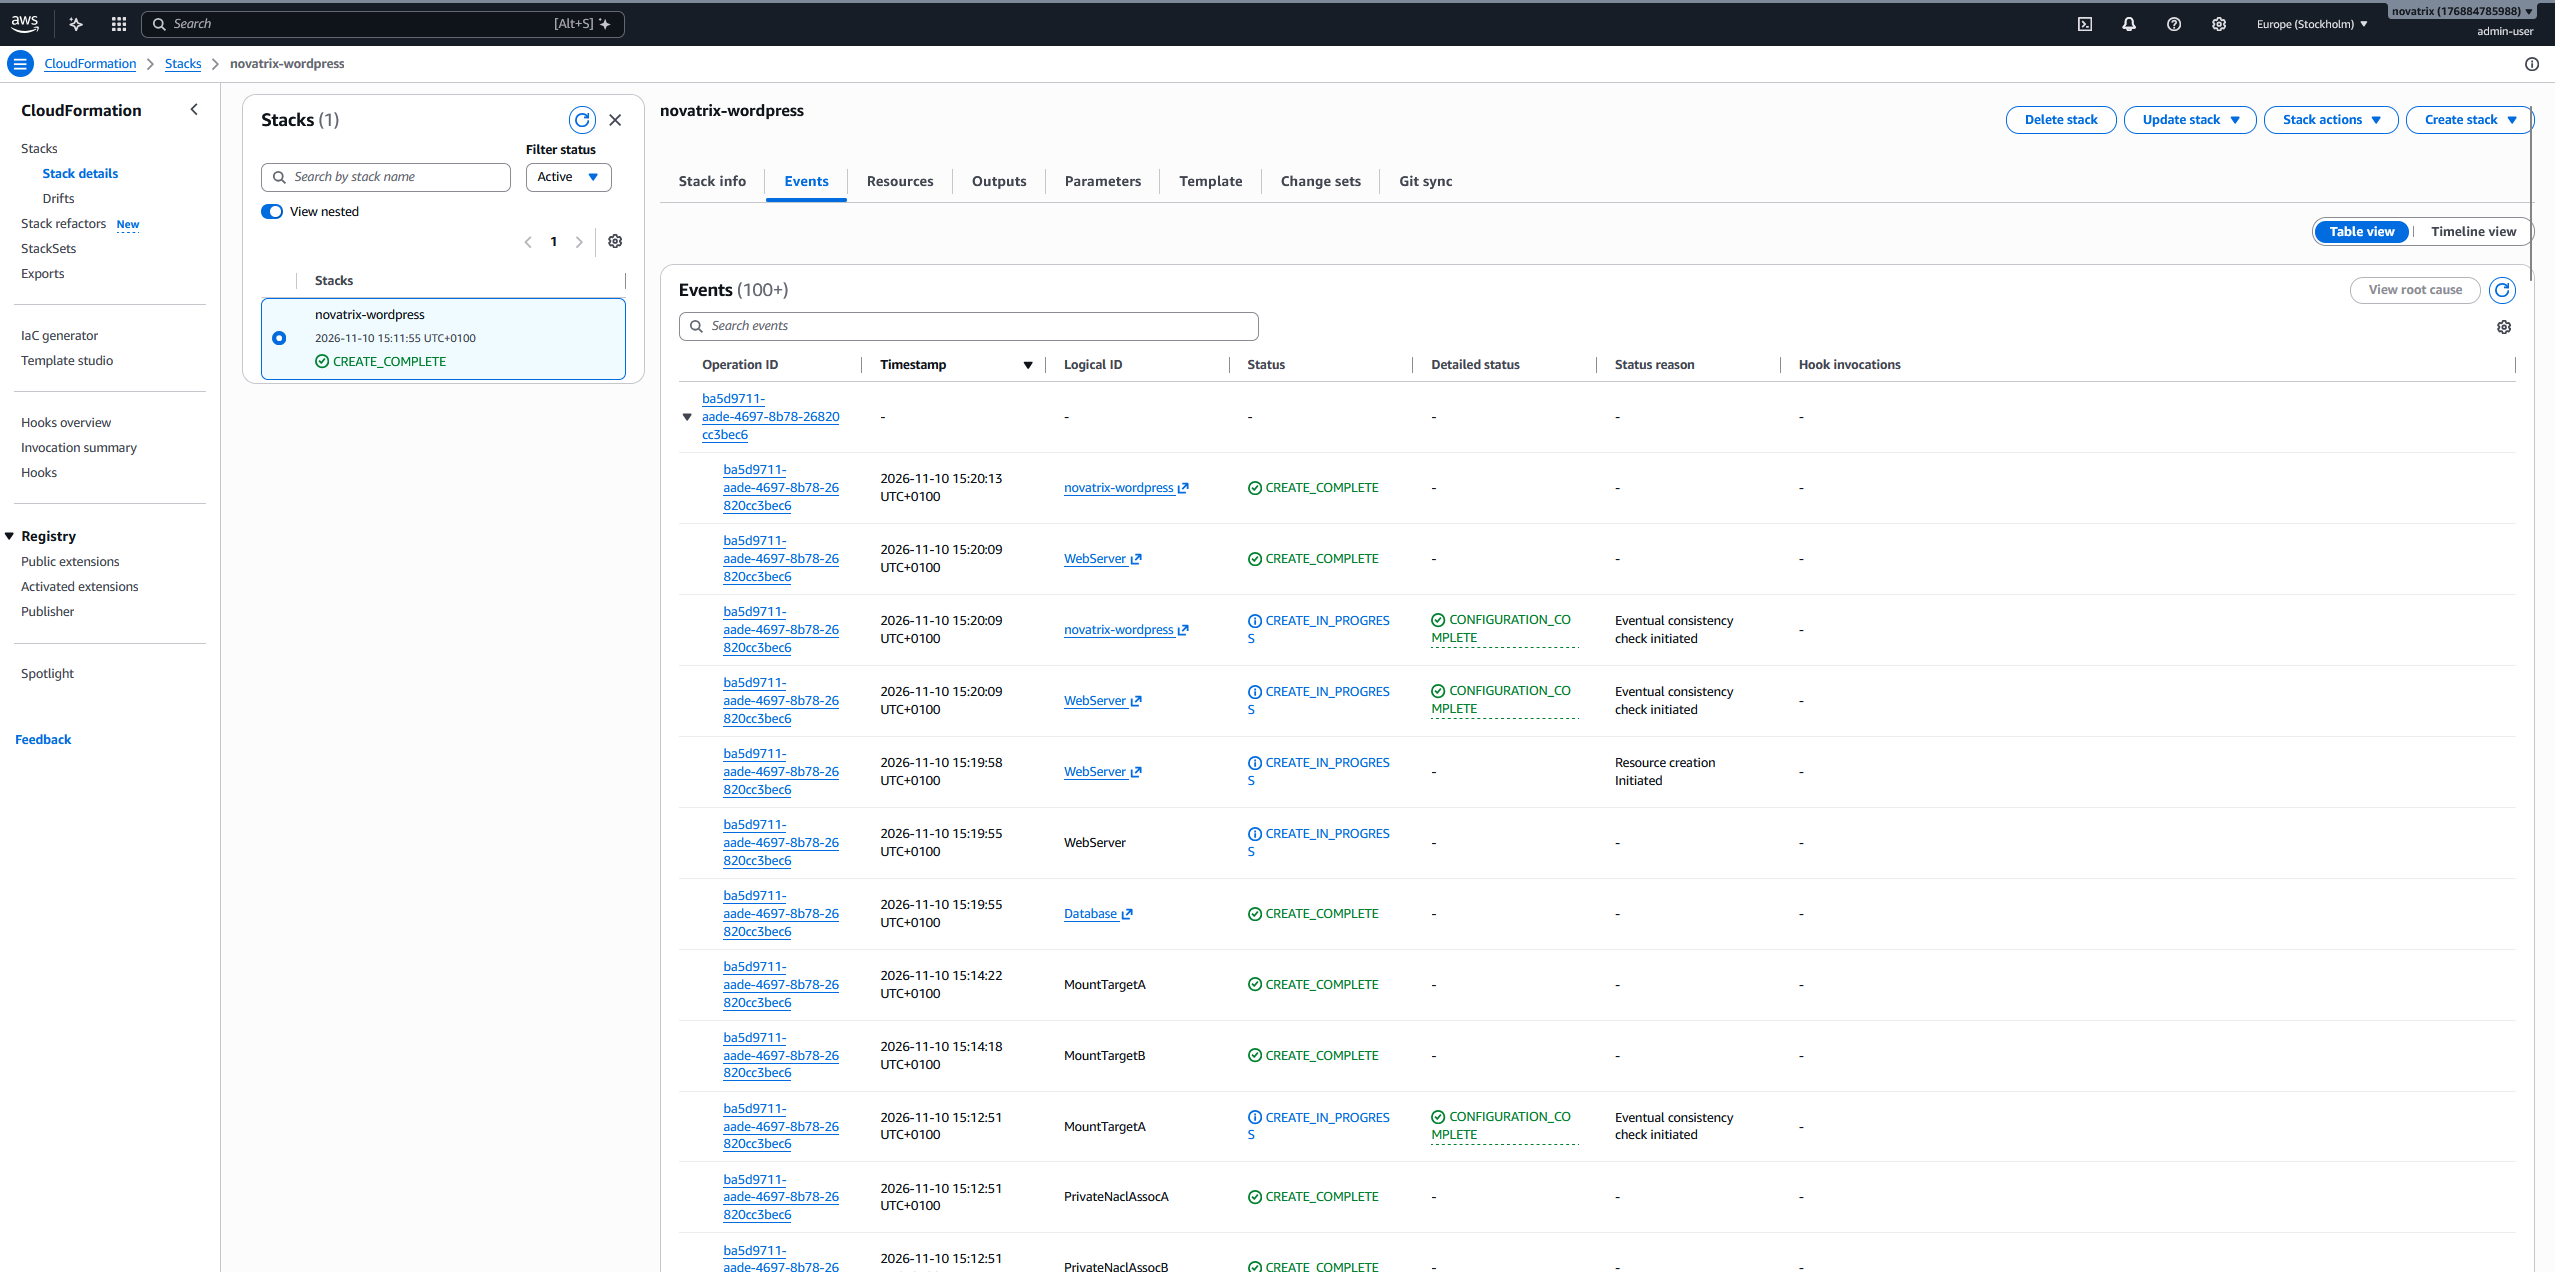 aws
Search
[Alt+S]
Europe (Stockholm)
novatrix (176884785988)
admin-user
CloudFormation
Stacks
novatrix-wordpress
CloudFormation
Stacks
Stack details
Drifts
Stack refactors New
StackSets
Exports
IaC generator
Template studio
Hooks overview
Invocation summary
Hooks
Registry
Public extensions
Activated extensions
Publisher
Spotlight
Feedback
Stacks (1)
Filter status
Search by stack name
Active
View nested
1
Stacks
novatrix-wordpress
2026-11-10 15:11:55 UTC+0100
CREATE_COMPLETE
novatrix-wordpress
Delete stack
Update stack
Stack actions
Create stack
Stack info
Events
Resources
Outputs
Parameters
Template
Change sets
Git sync
Table view
Timeline view
Events (100+)
View root cause
Search events
Operation ID Timestamp Logical ID Status Detailed status Status reason Hook invocations
ba5d9711-
aade-4697-8b78-26820 - - - - - -
cc3bec6
ba5d9711- 2026-11-10 15:20:13
aade-4697-8b78-26 novatrix-wordpress CREATE_COMPLETE - - -
820cc3bec6 UTC+0100
ba5d9711- 2026-11-10 15:20:09
aade-4697-8b78-26 WebServer CREATE_COMPLETE - - -
820cc3bec6 UTC+0100
ba5d9711- 2026-11-10 15:20:09 CREATE_IN_PROGRES CONFIGURATION_CO Eventual consistency
aade-4697-8b78-26 novatrix-wordpress -
820cc3bec6 UTC+0100 S MPLETE check initiated
ba5d9711- 2026-11-10 15:20:09 CREATE_IN_PROGRES CONFIGURATION_CO Eventual consistency
aade-4697-8b78-26 WebServer -
820cc3bec6 UTC+0100 S MPLETE check initiated
ba5d9711- 2026-11-10 15:19:58 CREATE_IN_PROGRES Resource creation
aade-4697-8b78-26 WebServer - -
820cc3bec6 UTC+0100 S Initiated
ba5d9711- 2026-11-10 15:19:55 CREATE_IN_PROGRES
aade-4697-8b78-26 WebServer - - -
820cc3bec6 UTC+0100 S
ba5d9711- 2026-11-10 15:19:55
aade-4697-8b78-26 Database CREATE_COMPLETE - - -
820cc3bec6 UTC+0100
ba5d9711- 2026-11-10 15:14:22
aade-4697-8b78-26 MountTargetA CREATE_COMPLETE - - -
820cc3bec6 UTC+0100
ba5d9711- 2026-11-10 15:14:18
aade-4697-8b78-26 MountTargetB CREATE_COMPLETE - - -
820cc3bec6 UTC+0100
ba5d9711- 2026-11-10 15:12:51 CREATE_IN_PROGRES CONFIGURATION_CO Eventual consistency
aade-4697-8b78-26 MountTargetA -
820cc3bec6 UTC+0100 S MPLETE check initiated
ba5d9711- 2026-11-10 15:12:51
aade-4697-8b78-26 PrivateNaclAssocA CREATE_COMPLETE - - -
820cc3bec6 UTC+0100
ba5d9711- 2026-11-10 15:12:51
aade-4697-8b78-26 PrivateNaclAssocB CREATE_COMPLETE - - -